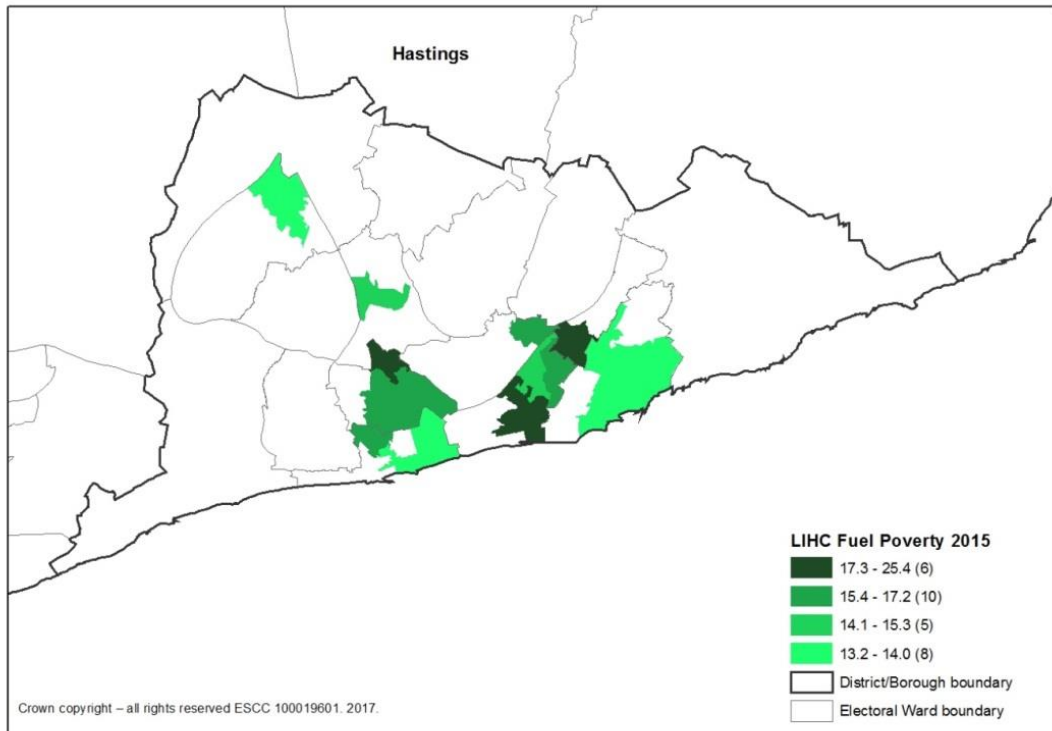 Hastings
LIHC Fuel Poverty 2015
17.3 - 25.4 (6)
15.4 - 17.2 (10)
14.1 - 15.3 (5)
13.2 - 14.0 (8)
District/Borough boundary
Electoral Ward boundary
Crown copyright – all rights reserved ESCC 100019601. 2017.